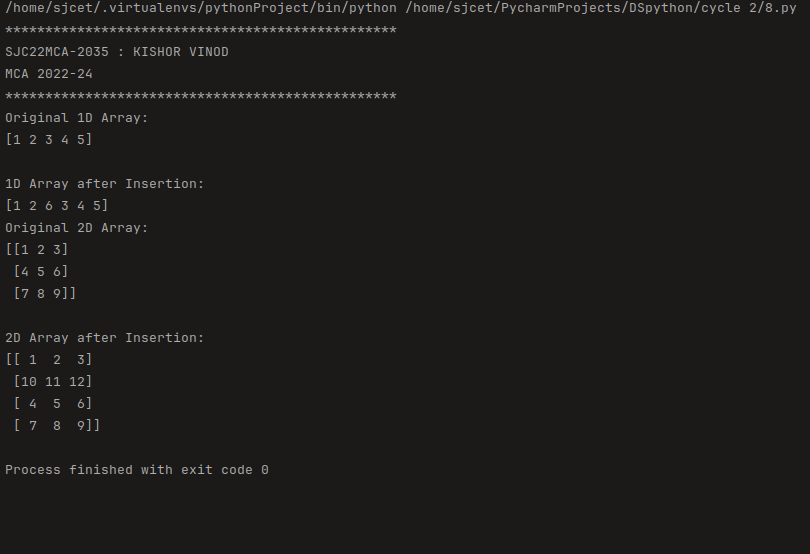 /home/sjcet/.virtualenvs/pythonProject/bin/python /home/sjcet/PycharmProjects/DSpython/cycle 2/8.py
*************************************************
SJC22MCA-2035 : KISHOR VINOD
MCA 2022-24
*************************************************
Original 1D Array:
[1 2 3 4 5]

1D Array after Insertion:
[1 2 6 3 4 5]
Original 2D Array:
[[1 2 3]
 [4 5 6]
 [7 8 9]]

2D Array after Insertion:
[[ 1  2  3]
 [10 11 12]
 [ 4  5  6]
 [ 7  8  9]]

Process finished with exit code 0